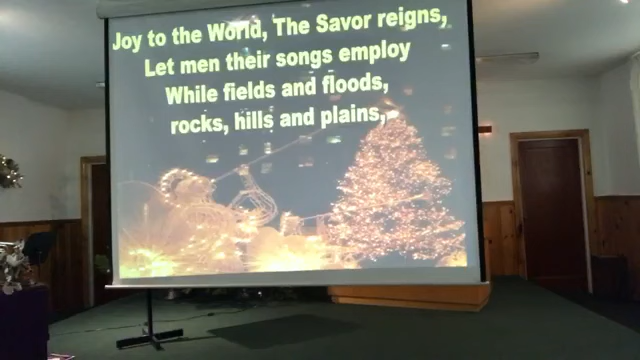 Joy to the World, The Savor reigns,
Let men their songs employ
While fields and floods,
rocks, hills and plains,